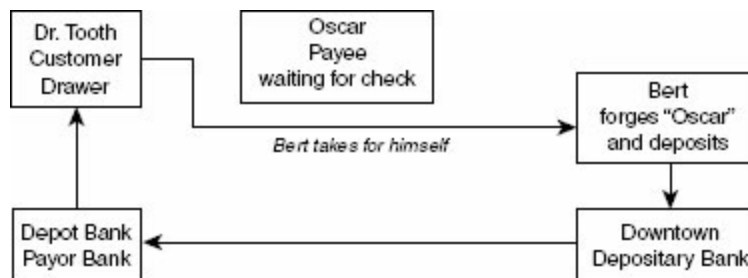 Dr. Tooth
Customer
Drawer
Oscar
Payee
waiting for check
Bert
forges “Oscar”
and deposits
Bert takes for himself
Depot Bank
Payor Bank
Downtown
Depositary Bank